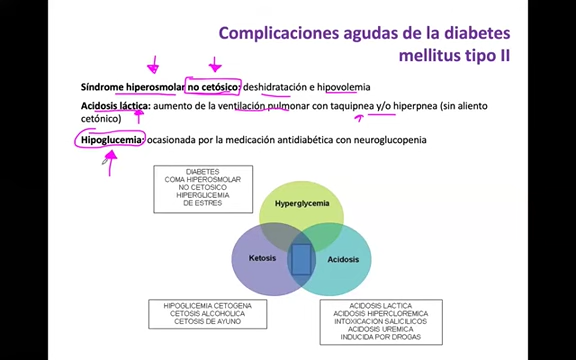 Complicaciones agudas de la diabetes
mellitus tipo II
Síndrome hiperosmolar no cetósico: deshidratación e hipovolemia
Acidosis láctica: aumento de la ventilación pulmonar con taquipnea y/o hiperpnea (sin aliento
cetónico)
Hipoglucemia: ocasionada por la medicación antidiabética con neuroglucopenia
DIABETES
COMA HIPEROSMOLAR
NO CETOSICO
HIPERGLICEMIA
DE ESTRES
Hyperglycemia
Ketosis
Acidosis
HIPOGLICEMIA CETOGENA
CETOSIS ALCOHOLICA
CETOSIS DE AYUNO
ACIDOSIS LACTICA
ACIDOSIS HIPERCLOREMICA
INTOXICACION SALICILICOS
ACIDOSIS UREMICA
INDUCIDA POR DROGAS